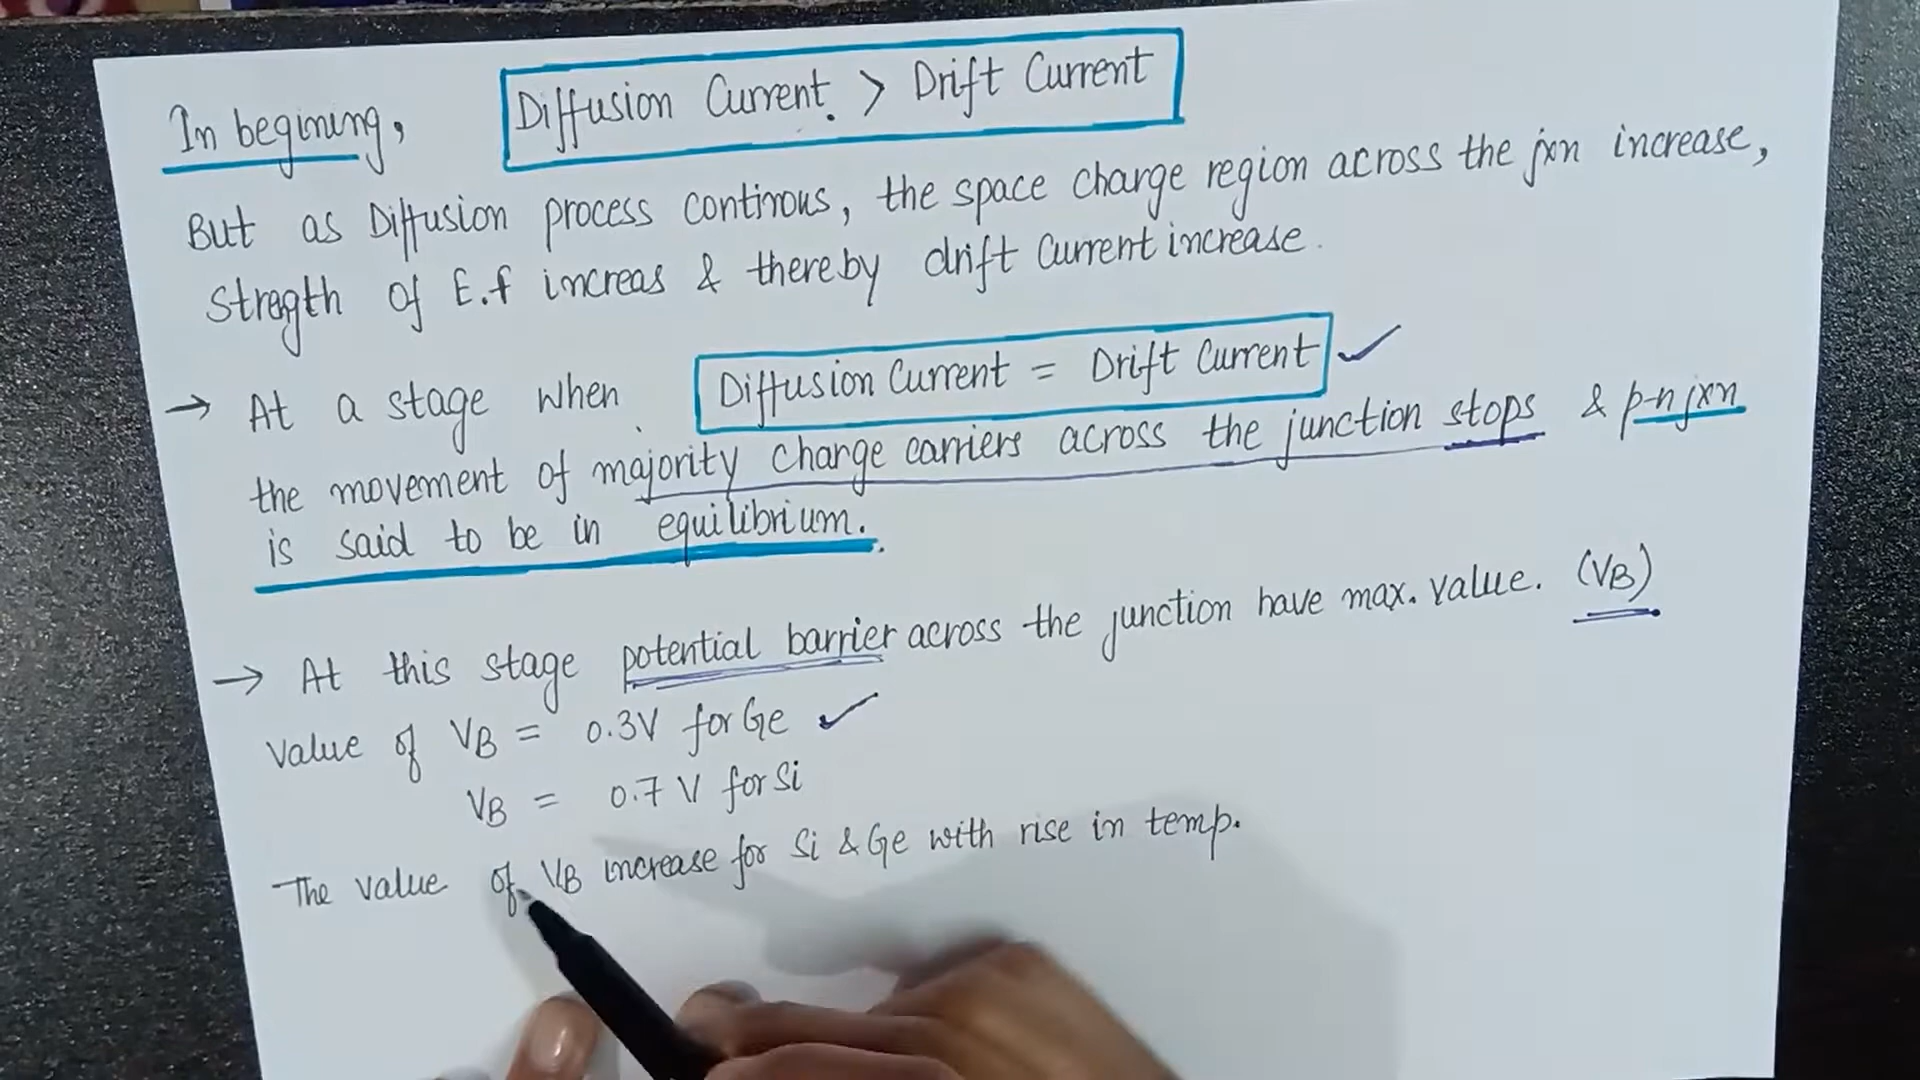 In begining, Diffusion Current > Drift Current
But as Diffusion process continous, the space charge region across the jxn increase,
Stregth of E.f increas & thereby drift Current increase.
→ At a stage when Diffusion Current = Drift Current ✓
the movement of majority charge carriers across the junction stops & p-n jxn
is said to be in equilibrium.
→ At this stage potential barrier across the junction have max. value. (VB)
Value of VB = 0.3V for Ge ✓
VB = 0.7 V for Si
The value of VB increase for Si & Ge with rise in temp.